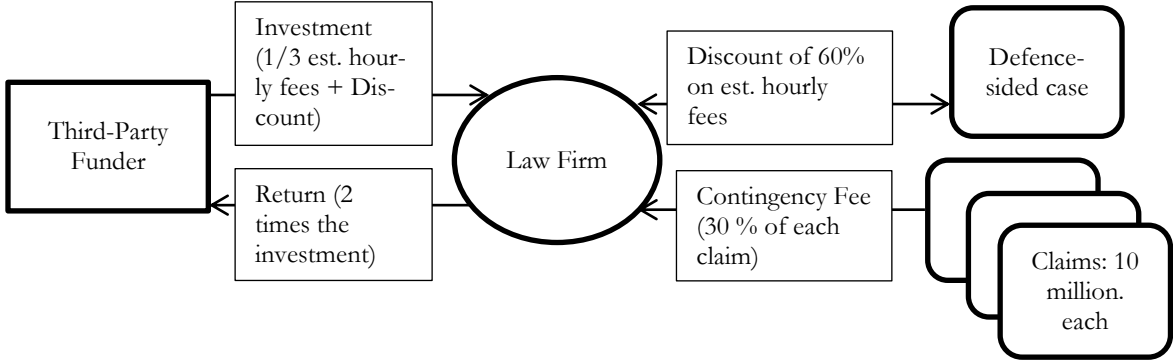 Third-Party
Funder
Investment
(1/3 est. hour-
ly fees + Dis-
count)
Return (2
times the
investment)
Law Firm
Discount of 60%
on est. hourly
fees
Contingency Fee
(30 % of each
claim)
Defence-
sided case
Claims: 10
million.
each